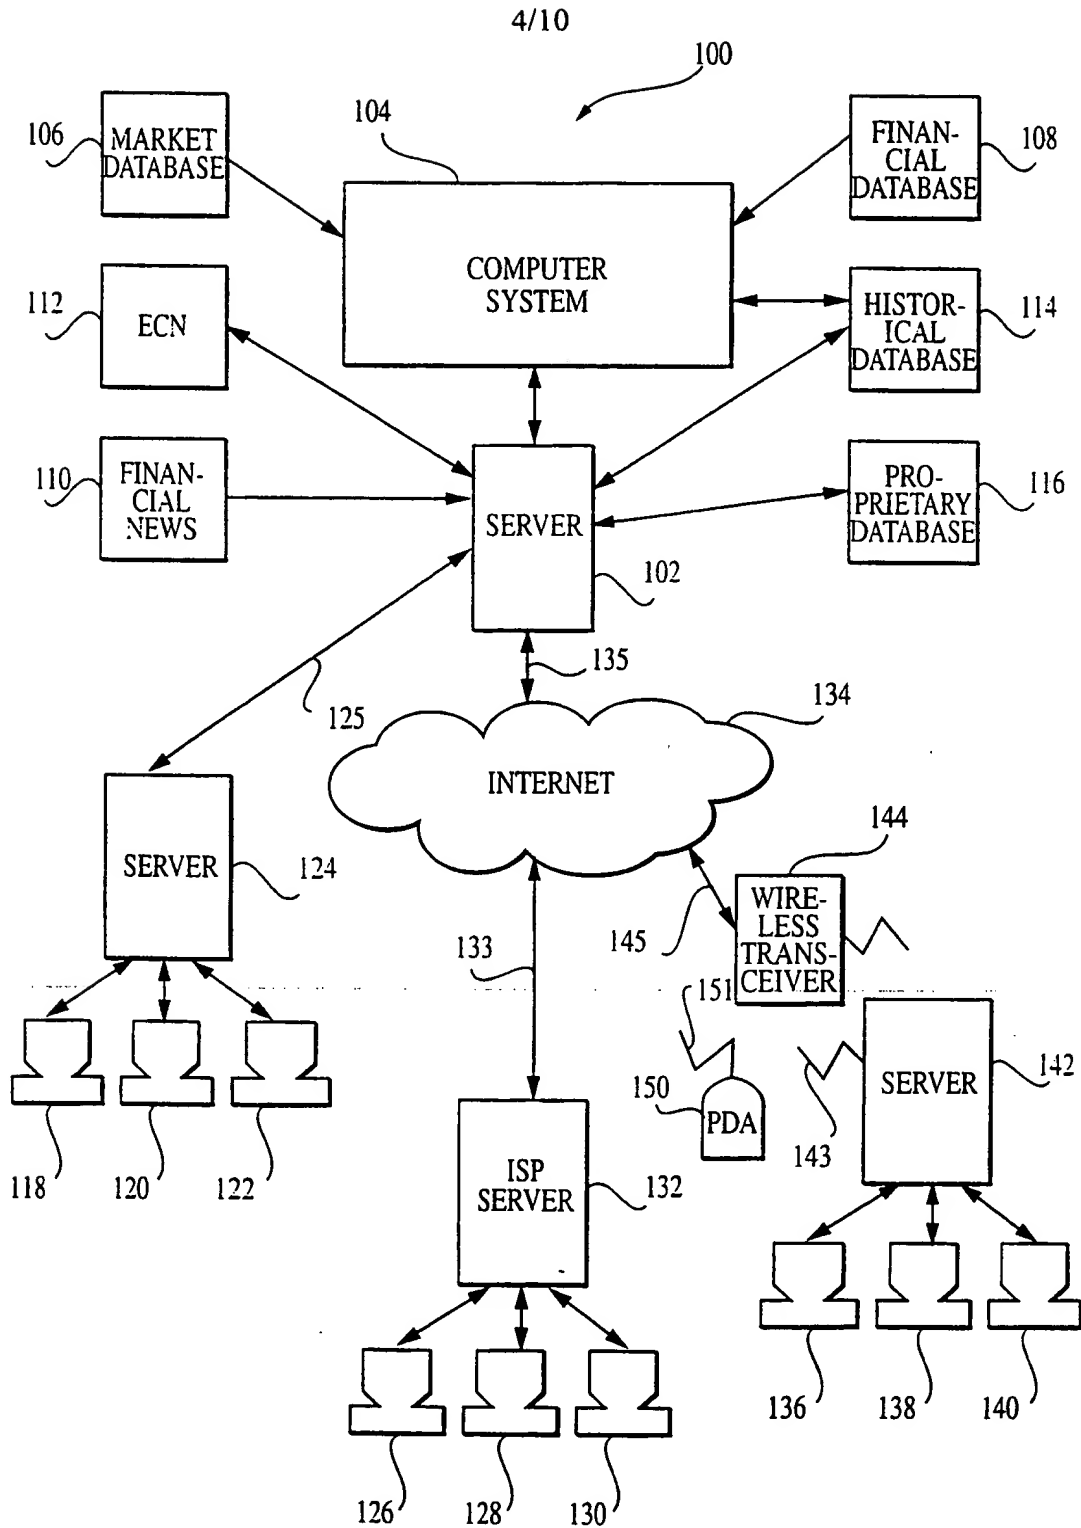 4/10
100
104
106
MARKET
DATABASE
FINAN-
CIAL
DATABASE
108
COMPUTER
SYSTEM
112
ECN
HISTOR-
ICAL
DATABASE
114
110
FINAN-
CIAL
NEWS
SERVER
PRO-
PRIETARY
DATABASE
116
102
135
125
134
INTERNET
144
SERVER
124
WIRE-
LESS
TRANS-
CEIVER
145
133
151
142
SERVER
150
PDA
143
118
120
122
ISP
SERVER
132
136
138
140
126
128
130